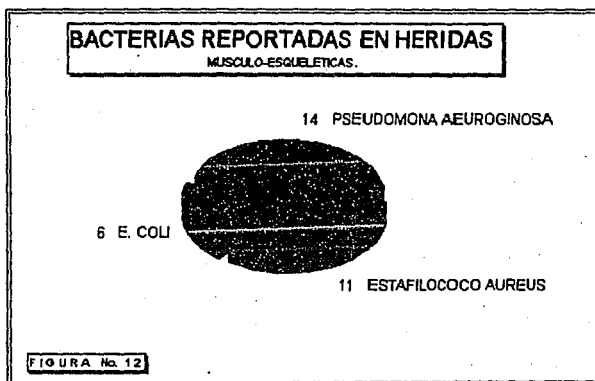 BACTERIAS REPORTADAS EN HERIDAS
MUSCULO-ESQUELETICAS.
14 PSEUDOMONA AEUROGINOSA
6 E. COLI
11 ESTAFILOCOCO AUREUS
FIGURA No. 12